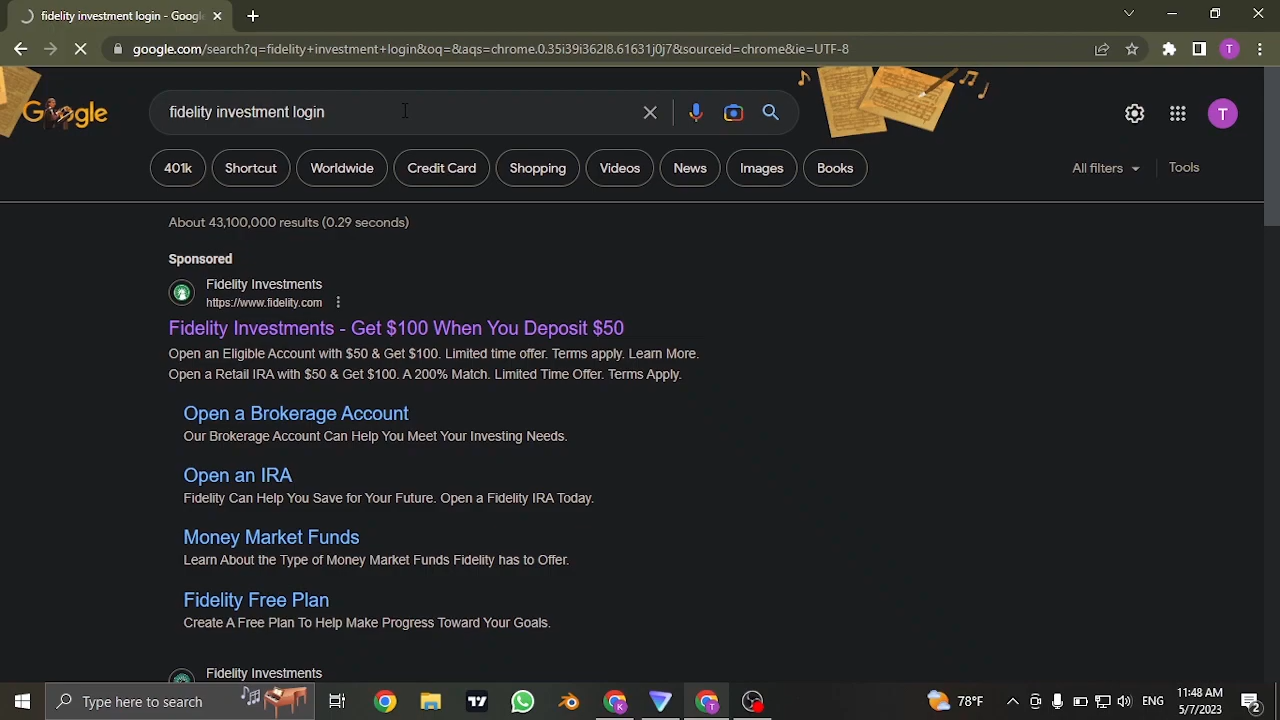 fidelity investment login - Google
google.com/search?q=fidelity+investment+login&oq=&aqs=chrome.0.35i39i362l8.61631j0j7&sourceid=chrome&ie=UTF-8
T
Google
fidelity investment login
T
401k
Shortcut
Worldwide
Credit Card
Shopping
Videos
News
Images
Books
All filters
Tools
About 43,100,000 results (0.29 seconds)
Sponsored
Fidelity Investments
https://www.fidelity.com
Fidelity Investments - Get $100 When You Deposit $50
Open an Eligible Account with $50 & Get $100. Limited time offer. Terms apply. Learn More.
Open a Retail IRA with $50 & Get $100. A 200% Match. Limited Time Offer. Terms Apply.
Open a Brokerage Account
Our Brokerage Account Can Help You Meet Your Investing Needs.
Open an IRA
Fidelity Can Help You Save for Your Future. Open a Fidelity IRA Today.
Money Market Funds
Learn About the Type of Money Market Funds Fidelity has to Offer.
Fidelity Free Plan
Create A Free Plan To Help Make Progress Toward Your Goals.
Fidelity Investments
Type here to search
K
T
78°F
ENG
11:48 AM
5/7/2023
2